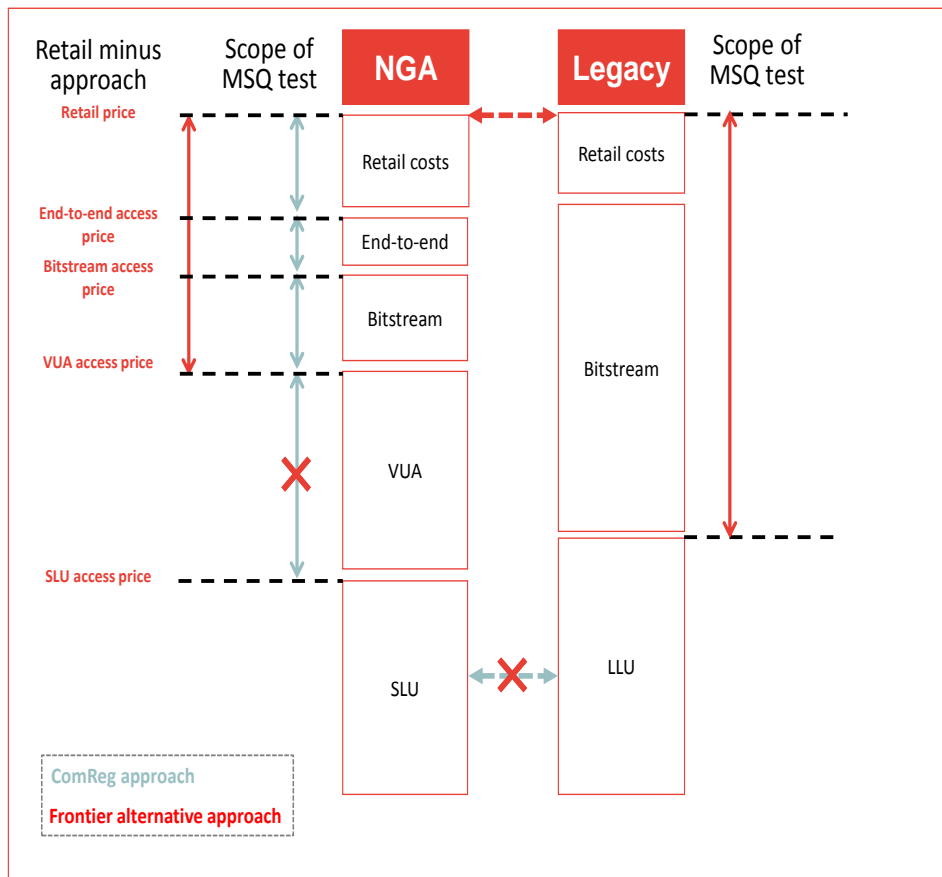 Retail minus
approach
Scope of
MSQ test
NGA
Legacy
Scope of
MSQ test
Retail price
Retail costs
Retail costs
End-to-end access
price
End-to-end
Bitstream access
price
Bitstream
Bitstream
VUA access price
VUA
SLU access price
SLU
LLU
ComReg approach
Frontier alternative approach